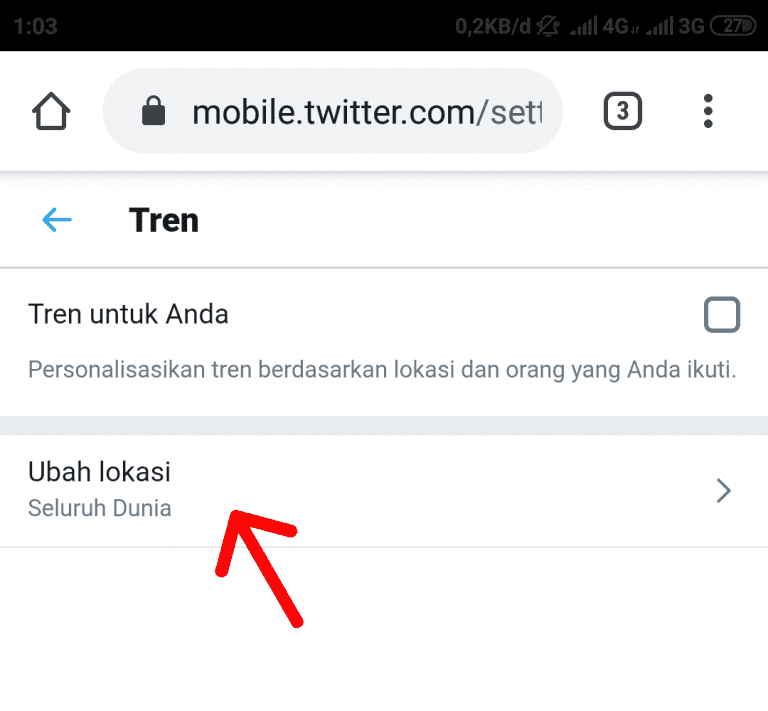 1:03 0,2KB/d 4G 3G 27
mobile.twitter.com/sett
3
Tren
Tren untuk Anda
Personalisasikan tren berdasarkan lokasi dan orang yang Anda ikuti.
Ubah lokasi
Seluruh Dunia